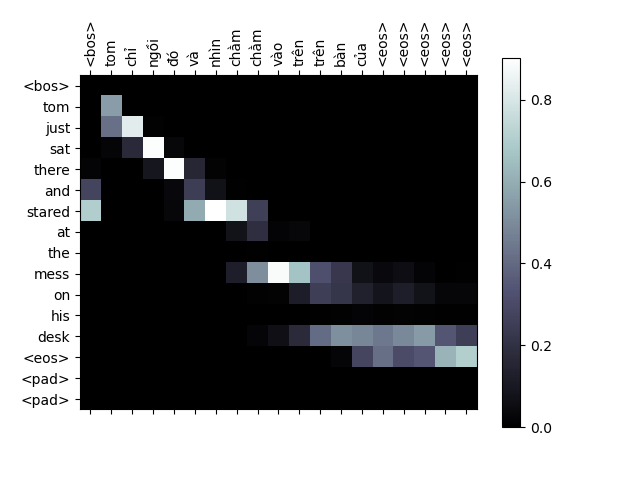 <bos> tom chỉ ngồi đó và nhìn chằm chằm vào trên trên bàn của <eos> <eos> <eos> <eos> <eos>
<bos>
tom
just
sat
there
and
stared
at
the
mess
on
his
desk
<eos>
<pad>
<pad>
0.8
0.6
0.4
0.2
0.0